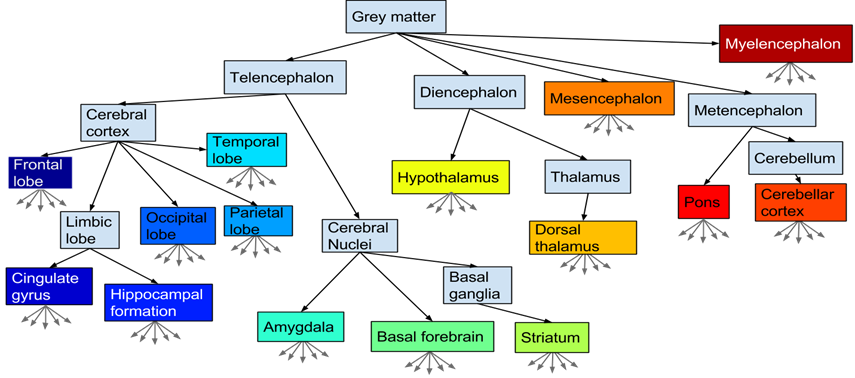 Grey matter
Myelencephalon
Telencephalon
Diencephalon
Mesencephalon
Metencephalon
Cerebral
cortex
Temporal
lobe
Cerebellum
Frontal
lobe
Hypothalamus
Thalamus
Pons
Cerebellar
cortex
Limbic
lobe
Occipital
lobe
Parietal
lobe
Cerebral
Nuclei
Dorsal
thalamus
Cingulate
gyrus
Hippocampal
formation
Basal
ganglia
Amygdala
Basal forebrain
Striatum